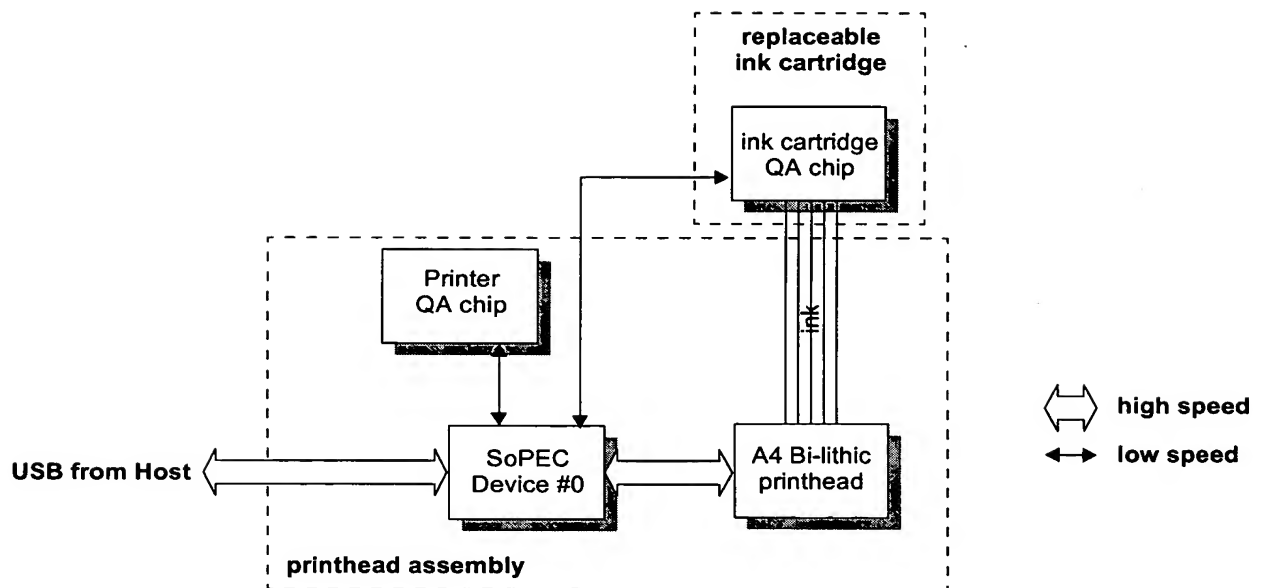 replaceable
ink cartridge
ink cartridge
QA chip
Printer
QA chip
ink
high speed
low speed
USB from Host
SoPEC
Device #0
A4 Bi-lithic
printhead
printhead assembly